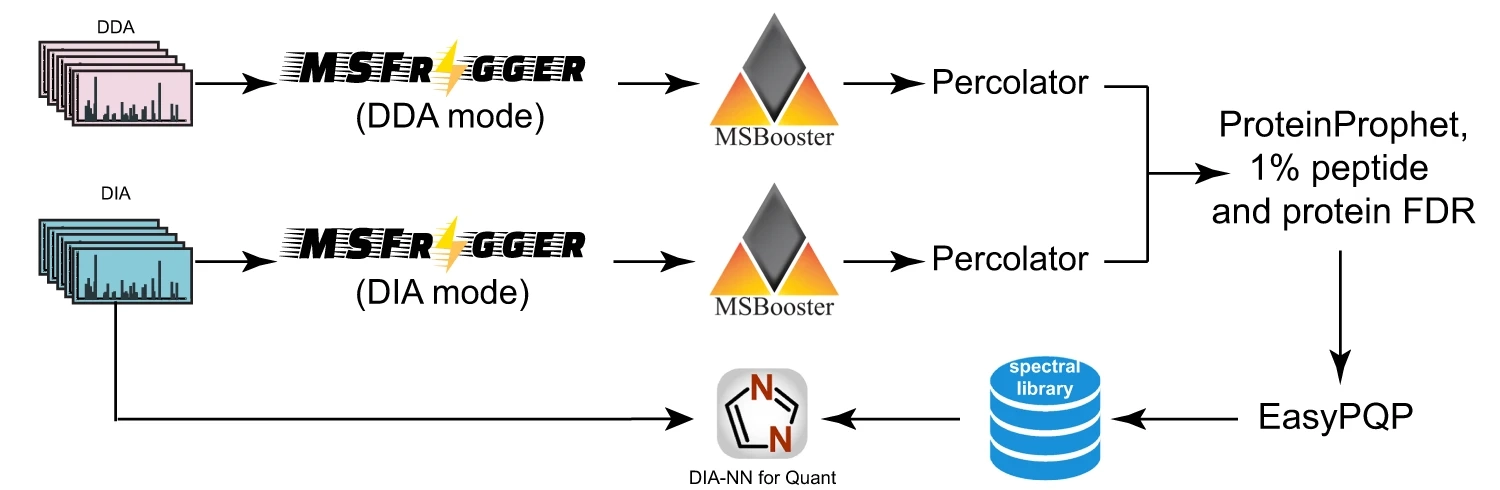 DDA
MSFragger
(DDA mode)
MSBooster
Percolator
ProteinProphet,
1% peptide
and protein FDR
DIA
MSFragger
(DIA mode)
MSBooster
Percolator
spectral
library
EasyPQP
N
N
DIA-NN for Quant